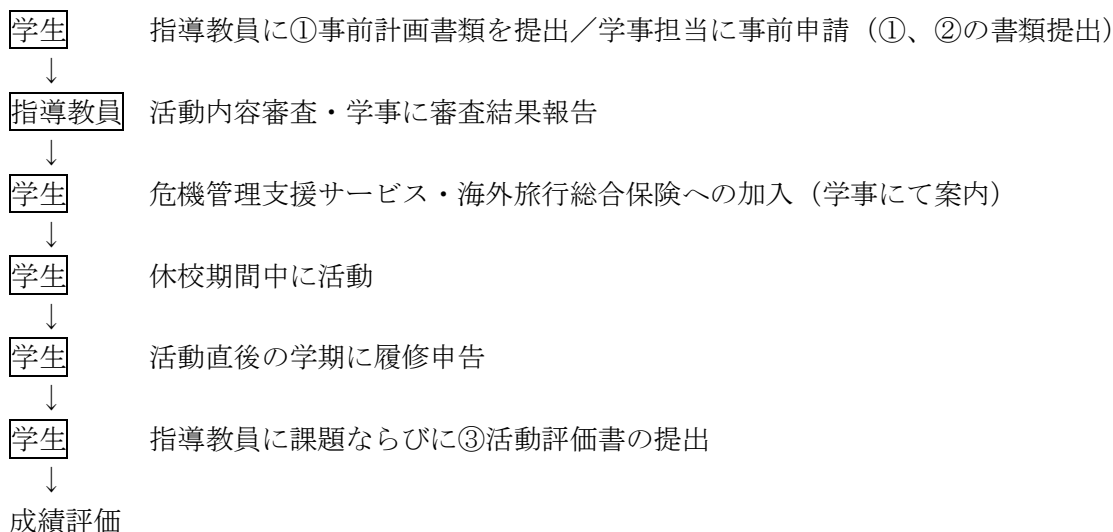 学生　指導教員に①事前計画書類を提出／学事担当に事前申請（①、②の書類提出）
↓
指導教員　活動内容審査・学事に審査結果報告
↓
学生　危機管理支援サービス・海外旅行総合保険への加入（学事にて案内）
↓
学生　休校期間中に活動
↓
学生　活動直後の学期に履修申告
↓
学生　指導教員に課題ならびに③活動評価書の提出
↓
成績評価